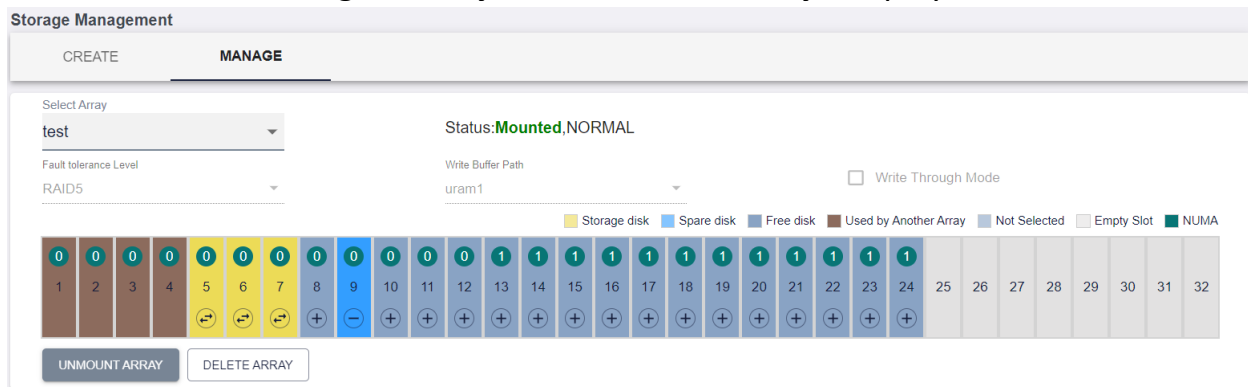 Storage Management
CREATE MANAGE
Select Array
test
Status:Mounted,NORMAL
Fault tolerance Level
RAID5
Write Buffer Path
uram1
Write Through Mode
Storage disk Spare disk Free disk Used by Another Array Not Selected Empty Slot NUMA
0 0 0 0 0 0 0 0 0 0 0 0 1 1 1 1 1 1 1 1 1 1 1 1
1 2 3 4 5 6 7 8 9 10 11 12 13 14 15 16 17 18 19 20 21 22 23 24 25 26 27 28 29 30 31 32
UNMOUNT ARRAY DELETE ARRAY